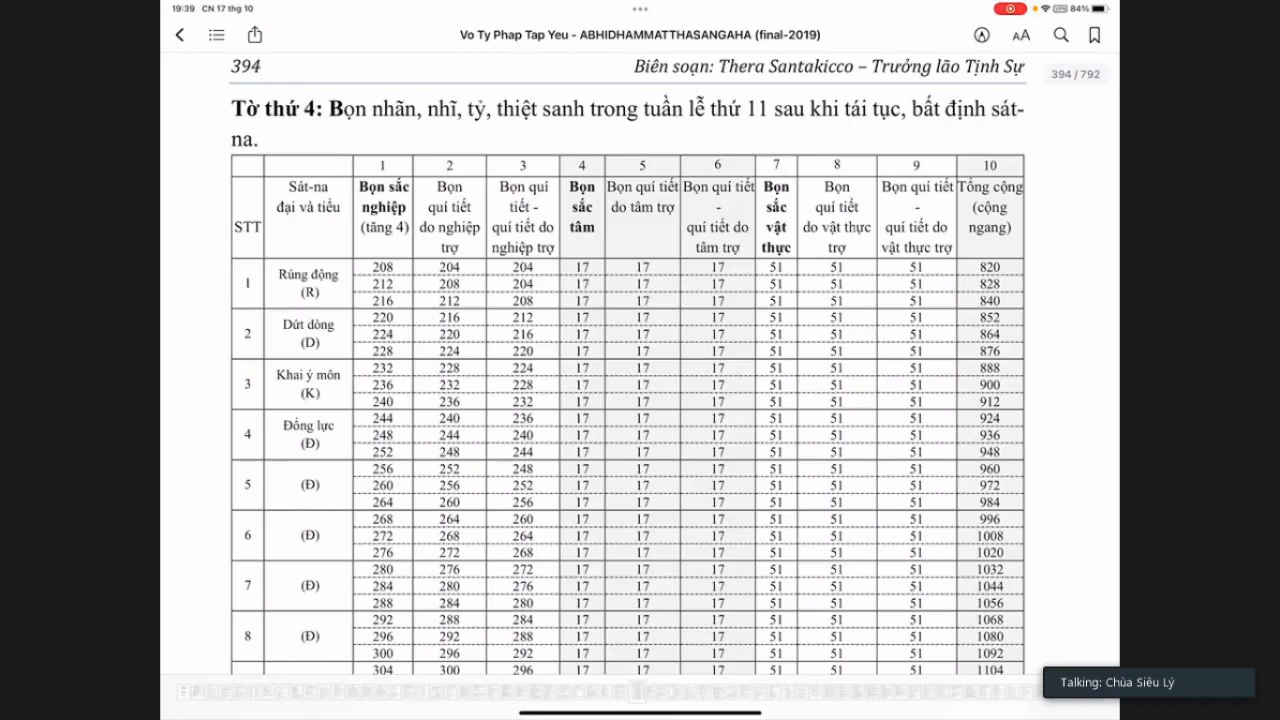 19:39 CN 17 thg 10
84%
Vo Ty Phap Tap Yeu - ABHIDHAMMATTHASANGAHA (final-2019)
AA
394 Biên soạn: Thera Santakicco – Trưởng lão Tịnh Sự
394 / 792
Tờ thứ 4: Bọn nhãn, nhĩ, tỷ, thiệt sanh trong tuần lễ thứ 11 sau khi tái tục, bất định sát-
na.
1 2 3 4 5 6 7 8 9 10
STT
Sát-na
đại và tiểu
Bọn sắc
nghiệp
(tăng 4)
Bọn
quí tiết
do nghiệp
trợ
Bọn quí
tiết -
quí tiết do
nghiệp trợ
Bọn
sắc
tâm
Bọn quí tiết
do tâm trợ
Bọn quí tiết
-
quí tiết do
tâm trợ
Bọn
sắc
vật
thực
Bọn
quí tiết
do vật thực
trợ
Bọn quí tiết
-
quí tiết do
vật thực trợ
Tổng cộng
(cộng
ngang)
1
Rúng động
(R)
208 204 204 17 17 17 51 51 51 820
212 208 204 17 17 17 51 51 51 828
216 212 208 17 17 17 51 51 51 840
2
Dứt dòng
(D)
220 216 212 17 17 17 51 51 51 852
224 220 216 17 17 17 51 51 51 864
228 224 220 17 17 17 51 51 51 876
3
Khai ý môn
(K)
232 228 224 17 17 17 51 51 51 888
236 232 228 17 17 17 51 51 51 900
240 236 232 17 17 17 51 51 51 912
4
Đổng lực
(Đ)
244 240 236 17 17 17 51 51 51 924
248 244 240 17 17 17 51 51 51 936
252 248 244 17 17 17 51 51 51 948
5
(Đ)
256 252 248 17 17 17 51 51 51 960
260 256 252 17 17 17 51 51 51 972
264 260 256 17 17 17 51 51 51 984
6
(Đ)
268 264 260 17 17 17 51 51 51 996
272 268 264 17 17 17 51 51 51 1008
276 272 268 17 17 17 51 51 51 1020
7
(Đ)
280 276 272 17 17 17 51 51 51 1032
284 280 276 17 17 17 51 51 51 1044
288 284 280 17 17 17 51 51 51 1056
8
(Đ)
292 288 284 17 17 17 51 51 51 1068
296 292 288 17 17 17 51 51 51 1080
300 296 292 17 17 17 51 51 51 1092
304 300 296 17 17 17 51 51 51 1104
Talking: Chùa Siêu Lý